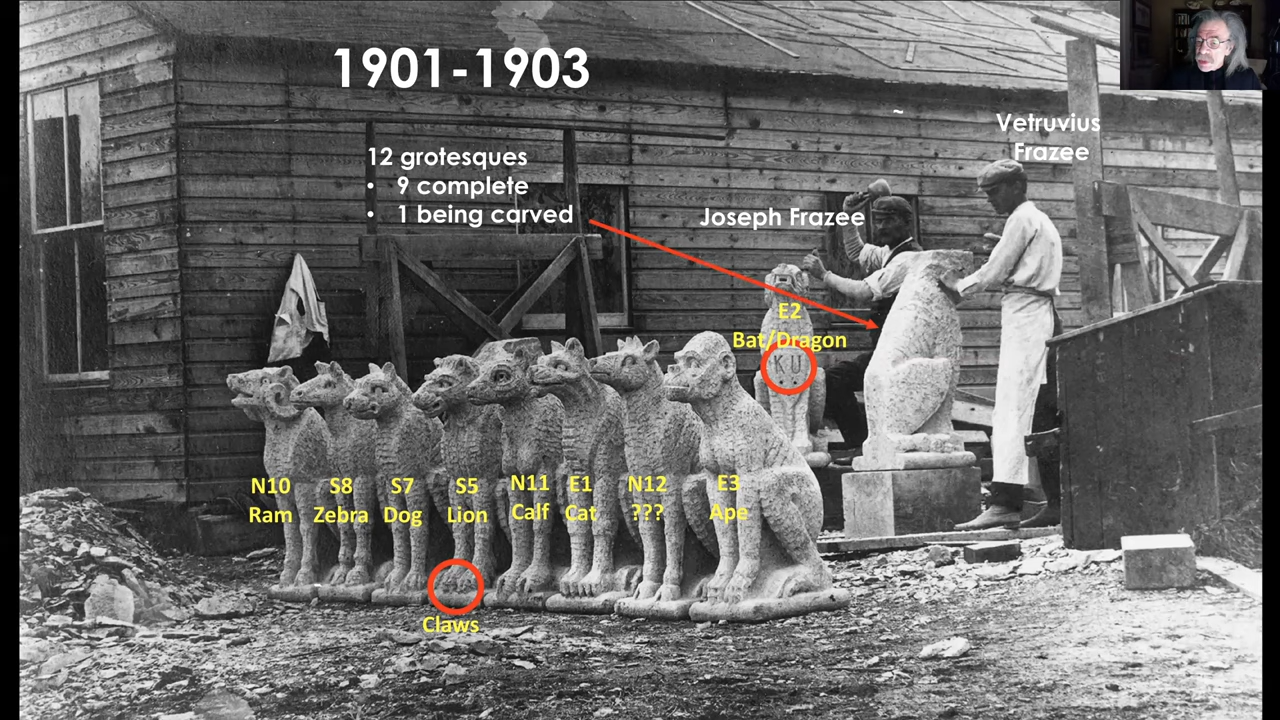 1901-1903
12 grotesques
• 9 complete
• 1 being carved
~
Vetruvius
Frazee
Joseph Frazee
E2
Bat/Dragon
KU
N10
Ram
S8
Zebra
S7
Dog
S5
Lion
N11
Calf
E1
Cat
N12
???
E3
Ape
Claws